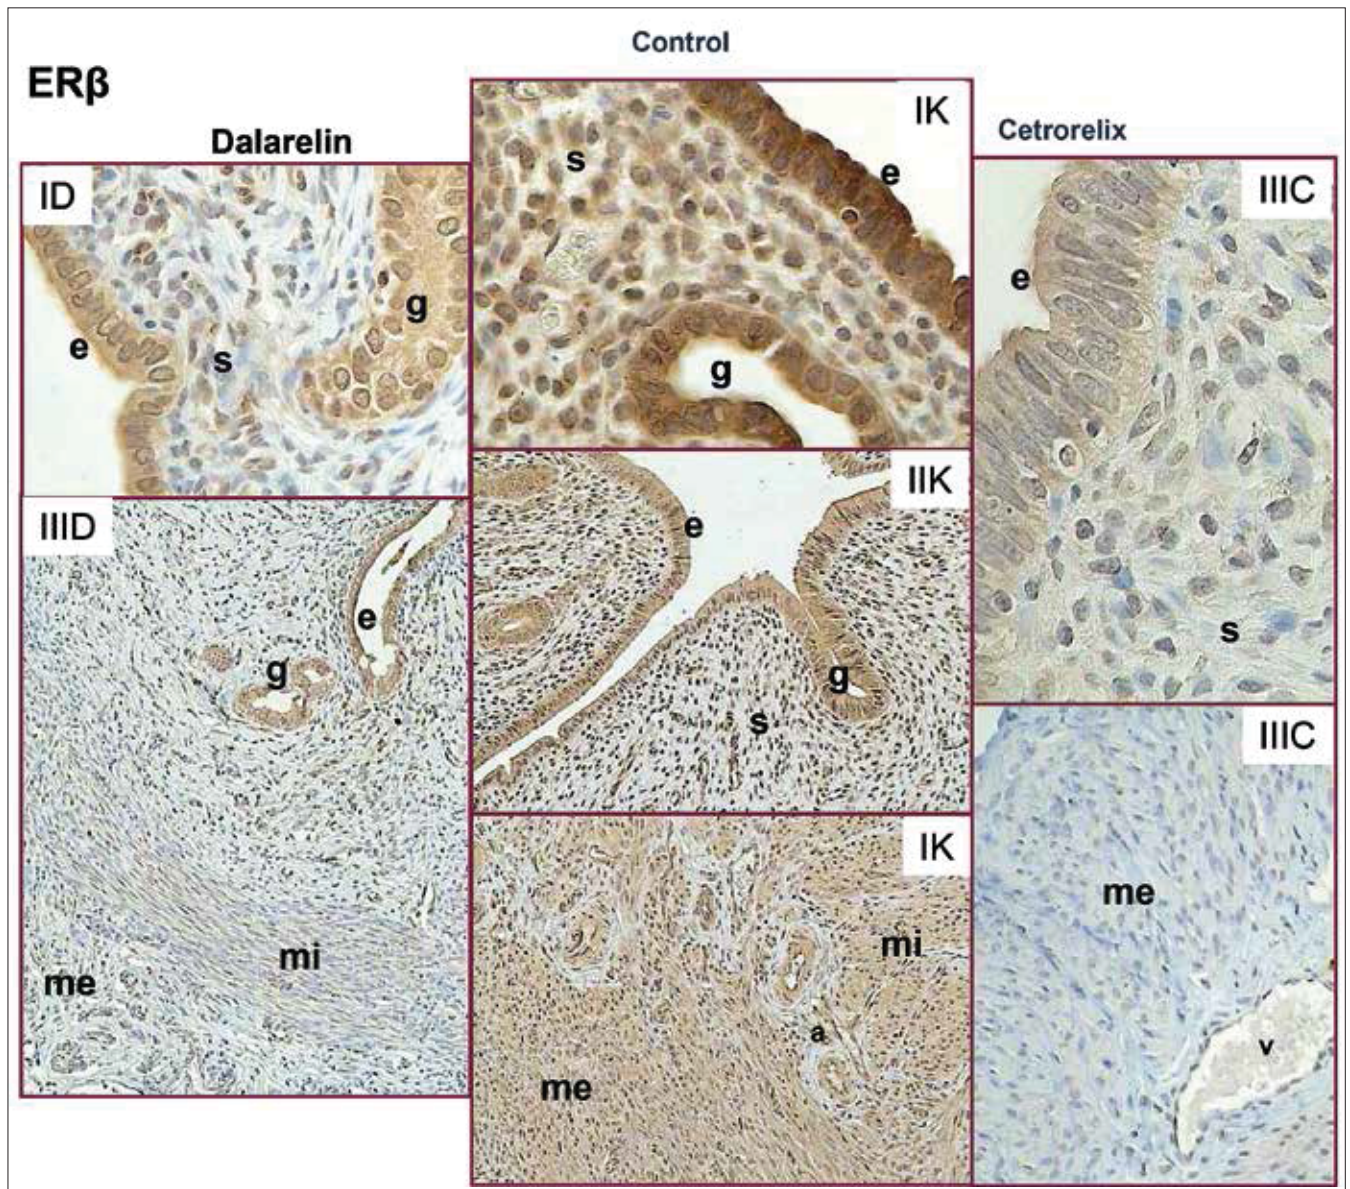 ERβ
Dalarelin
Control
Cetrorelix
ID
e
s
g
IIID
e
g
mi
me
IK
s
e
g
IIK
e
g
s
IK
mi
a
me
IIIC
e
s
IIIC
me
v